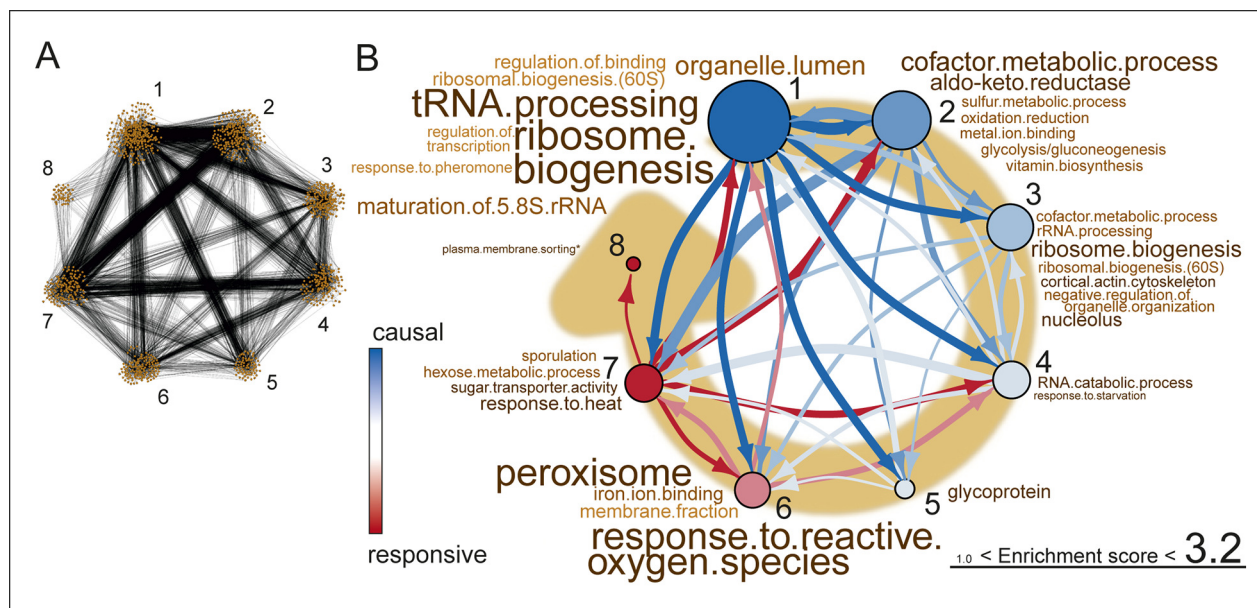 A
1
2
3
4
5
6
7
8
causal
responsive
B
regulation.of.binding
ribosomal.biogenesis.(60S)
organelle.lumen
tRNA.processing
regulation.of.
transcription
ribosome.
biogenesis
response.to.pheromone
maturation.of.5.8S.rRNA
1
cofactor.metabolic.process
aldo-keto.reductase
sulfur.metabolic.process
oxidation.reduction
metal.ion.binding
glycolysis/gluconeogenesis
vitamin.biosynthesis
2
3
cofactor.metabolic.process
rRNA.processing
ribosome.biogenesis
ribosomal.biogenesis.(60S)
cortical.actin.cytoskeleton
negative.regulation.of.
organelle.organization
nucleolus
4
RNA.catabolic.process
response.to.starvation
5
glycoprotein
6
peroxisome
iron.ion.binding
membrane.fraction
response.to.reactive.
oxygen.species
7
sporulation
hexose.metabolic.process
sugar.transporter.activity
response.to.heat
8
plasma.membrane.sorting*
1.0 < Enrichment score < 3.2